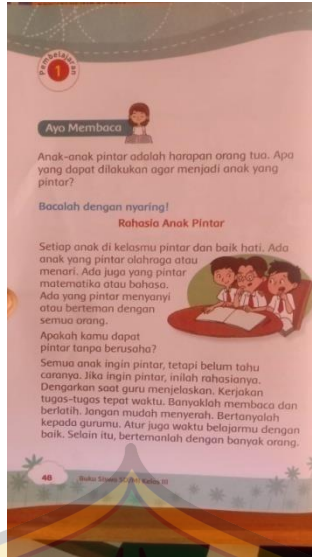 Pembelajaran
1
Ayo Membaca
Anak-anak pintar adalah harapan orang tua. Apa
yang dapat dilakukan agar menjadi anak yang
pintar?
Bacalah dengan nyaring!
Rahasia Anak Pintar
Setiap anak di kelasmu pintar dan baik hati. Ada
anak yang pintar olahraga atau
menari. Ada juga yang pintar
matematika atau bahasa.
Ada yang pintar menyanyi
atau berteman dengan
semua orang.
Apakah kamu dapat
pintar tanpa berusaha?
Semua anak ingin pintar, tetapi belum tahu
caranya. Jika ingin pintar, inilah rahasianya.
Dengarkan saat guru menjelaskan. Kerjakan
tugas-tugas tepat waktu. Banyaklah membaca dan
berlatih. Jangan mudah menyerah. Bertanyalah
kepada gurumu. Atur juga waktu belajarmu dengan
baik. Selain itu, bertemanlah dengan banyak orang.
48 Buku Siswa SD/MI Kelas III